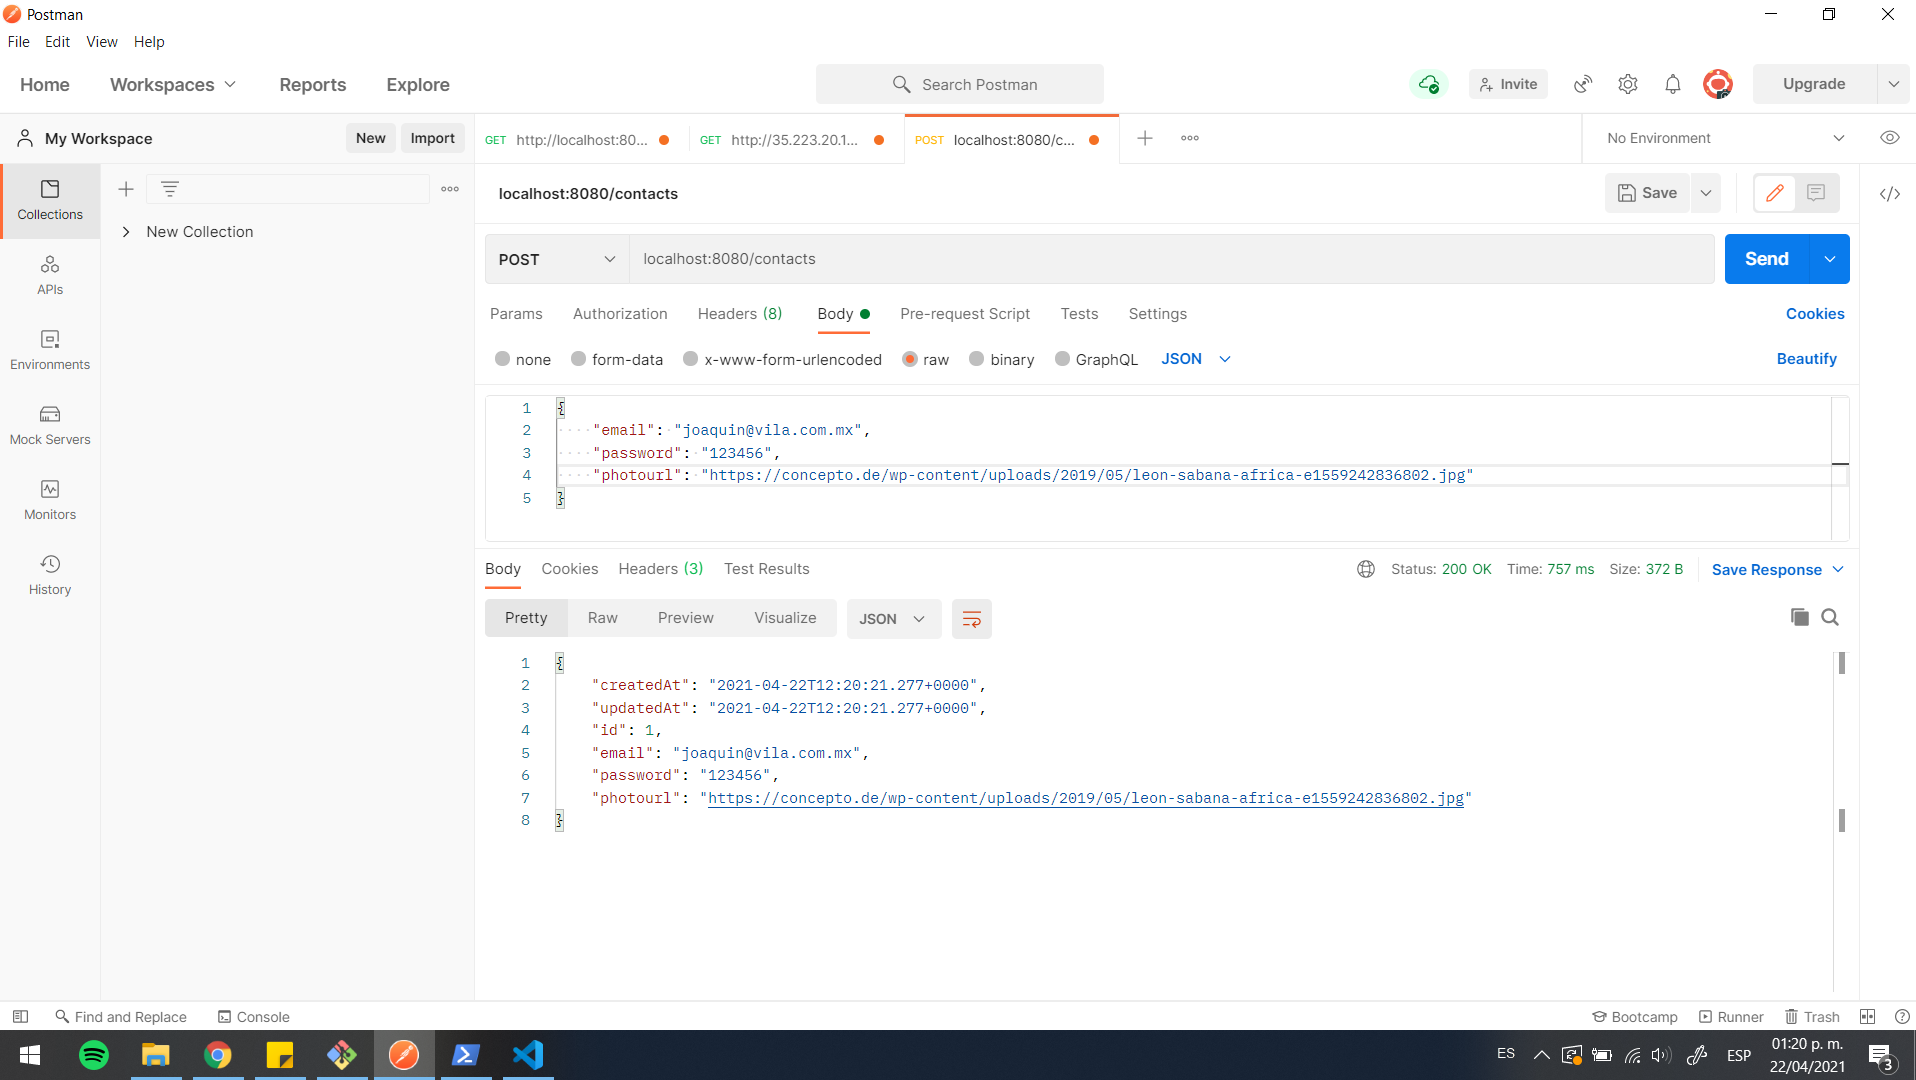 Postman
File Edit View Help
Home Workspaces Reports Explore
Search Postman
Invite
Upgrade
My Workspace
New Import
GET http://localhost:80...
GET http://35.223.20.1...
POST localhost:8080/c...
No Environment
Collections
APIs
Environments
Mock Servers
Monitors
History
New Collection
localhost:8080/contacts
Save
POST
localhost:8080/contacts
Send
Params Authorization Headers (8) Body Pre-request Script Tests Settings
Cookies
none form-data x-www-form-urlencoded raw binary GraphQL JSON
Beautify
1 {
2 "email": "joaquin@vila.com.mx",
3 "password": "123456",
4 "photourl": "https://concepto.de/wp-content/uploads/2019/05/leon-sabana-africa-e1559242836802.jpg"
5 }
Body Cookies Headers (3) Test Results
Status: 200 OK Time: 757 ms Size: 372 B
Save Response
Pretty Raw Preview Visualize JSON
1 {
2 "createdAt": "2021-04-22T12:20:21.277+0000",
3 "updatedAt": "2021-04-22T12:20:21.277+0000",
4 "id": 1,
5 "email": "joaquin@vila.com.mx",
6 "password": "123456",
7 "photourl": "https://concepto.de/wp-content/uploads/2019/05/leon-sabana-africa-e1559242836802.jpg"
8 }
Find and Replace Console
Bootcamp Runner Trash
ES
ESP
01:20 p. m.
22/04/2021
3